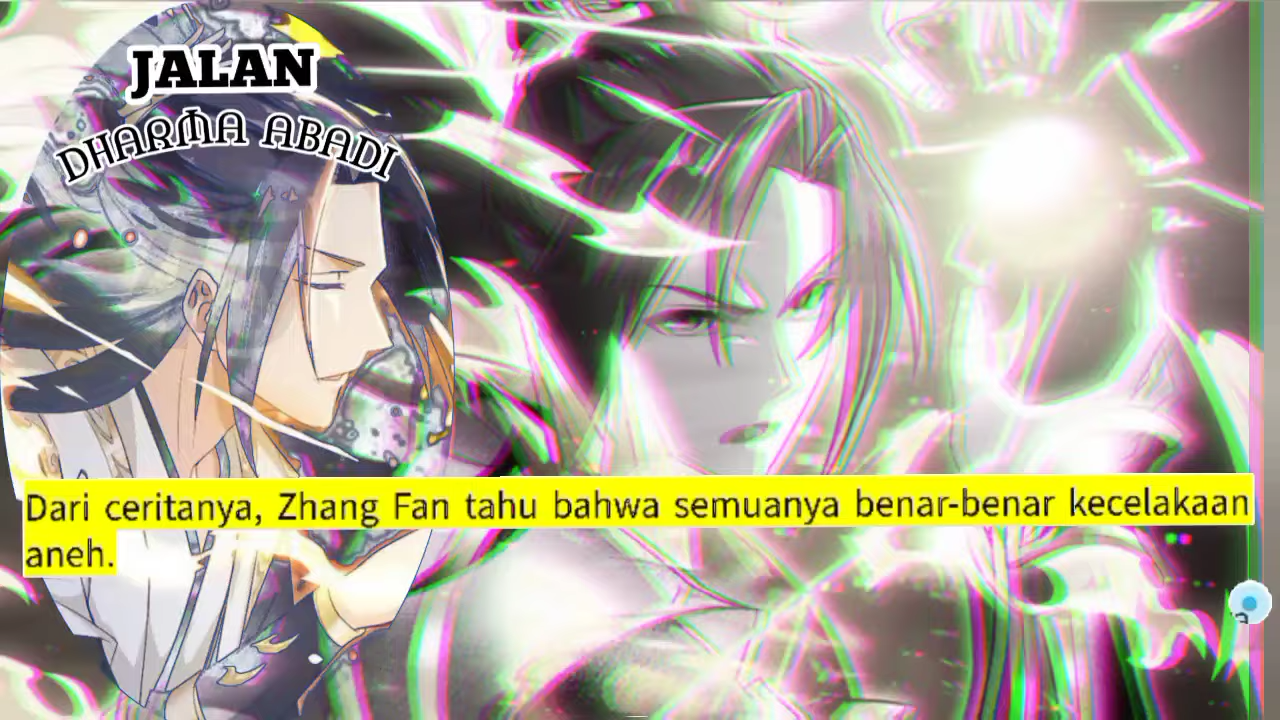 JALAN
DHARMA ABADI
Dari ceritanya, Zhang Fan tahu bahwa semuanya benar-benar kecelakaan
aneh.